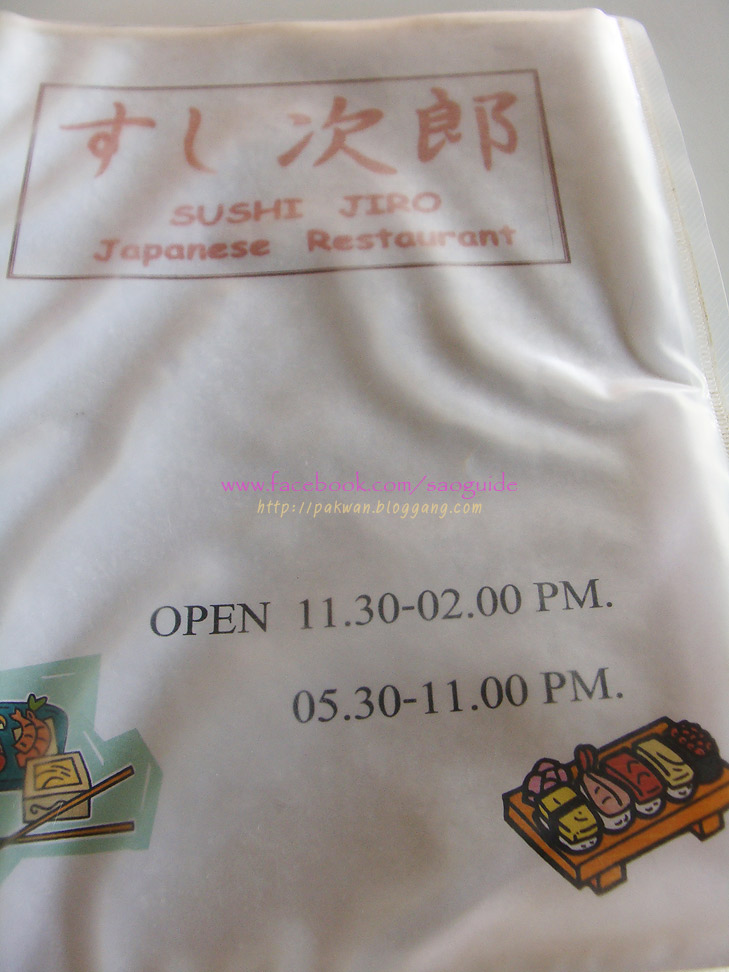 すし 次郎
SUSHI JIRO
Japanese Restaurant
www.facebook.com/saoguide
http://pakwan.bloggang.com
OPEN 11.30-02.00 PM.
05.30-11.00 PM.